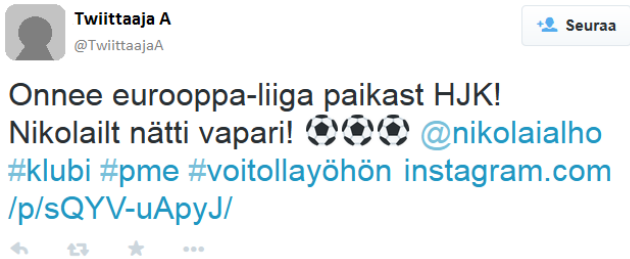 Twiittaaja A
@TwiittaajaA
Seuraa
Onnee eurooppa-liiga paikast HJK!
Nikolailt nätti vapari! ⚽⚽⚽ @nikolaialho
#klubi #pme #voitollayöhön instagram.com
/p/sQYV-uApyJ/